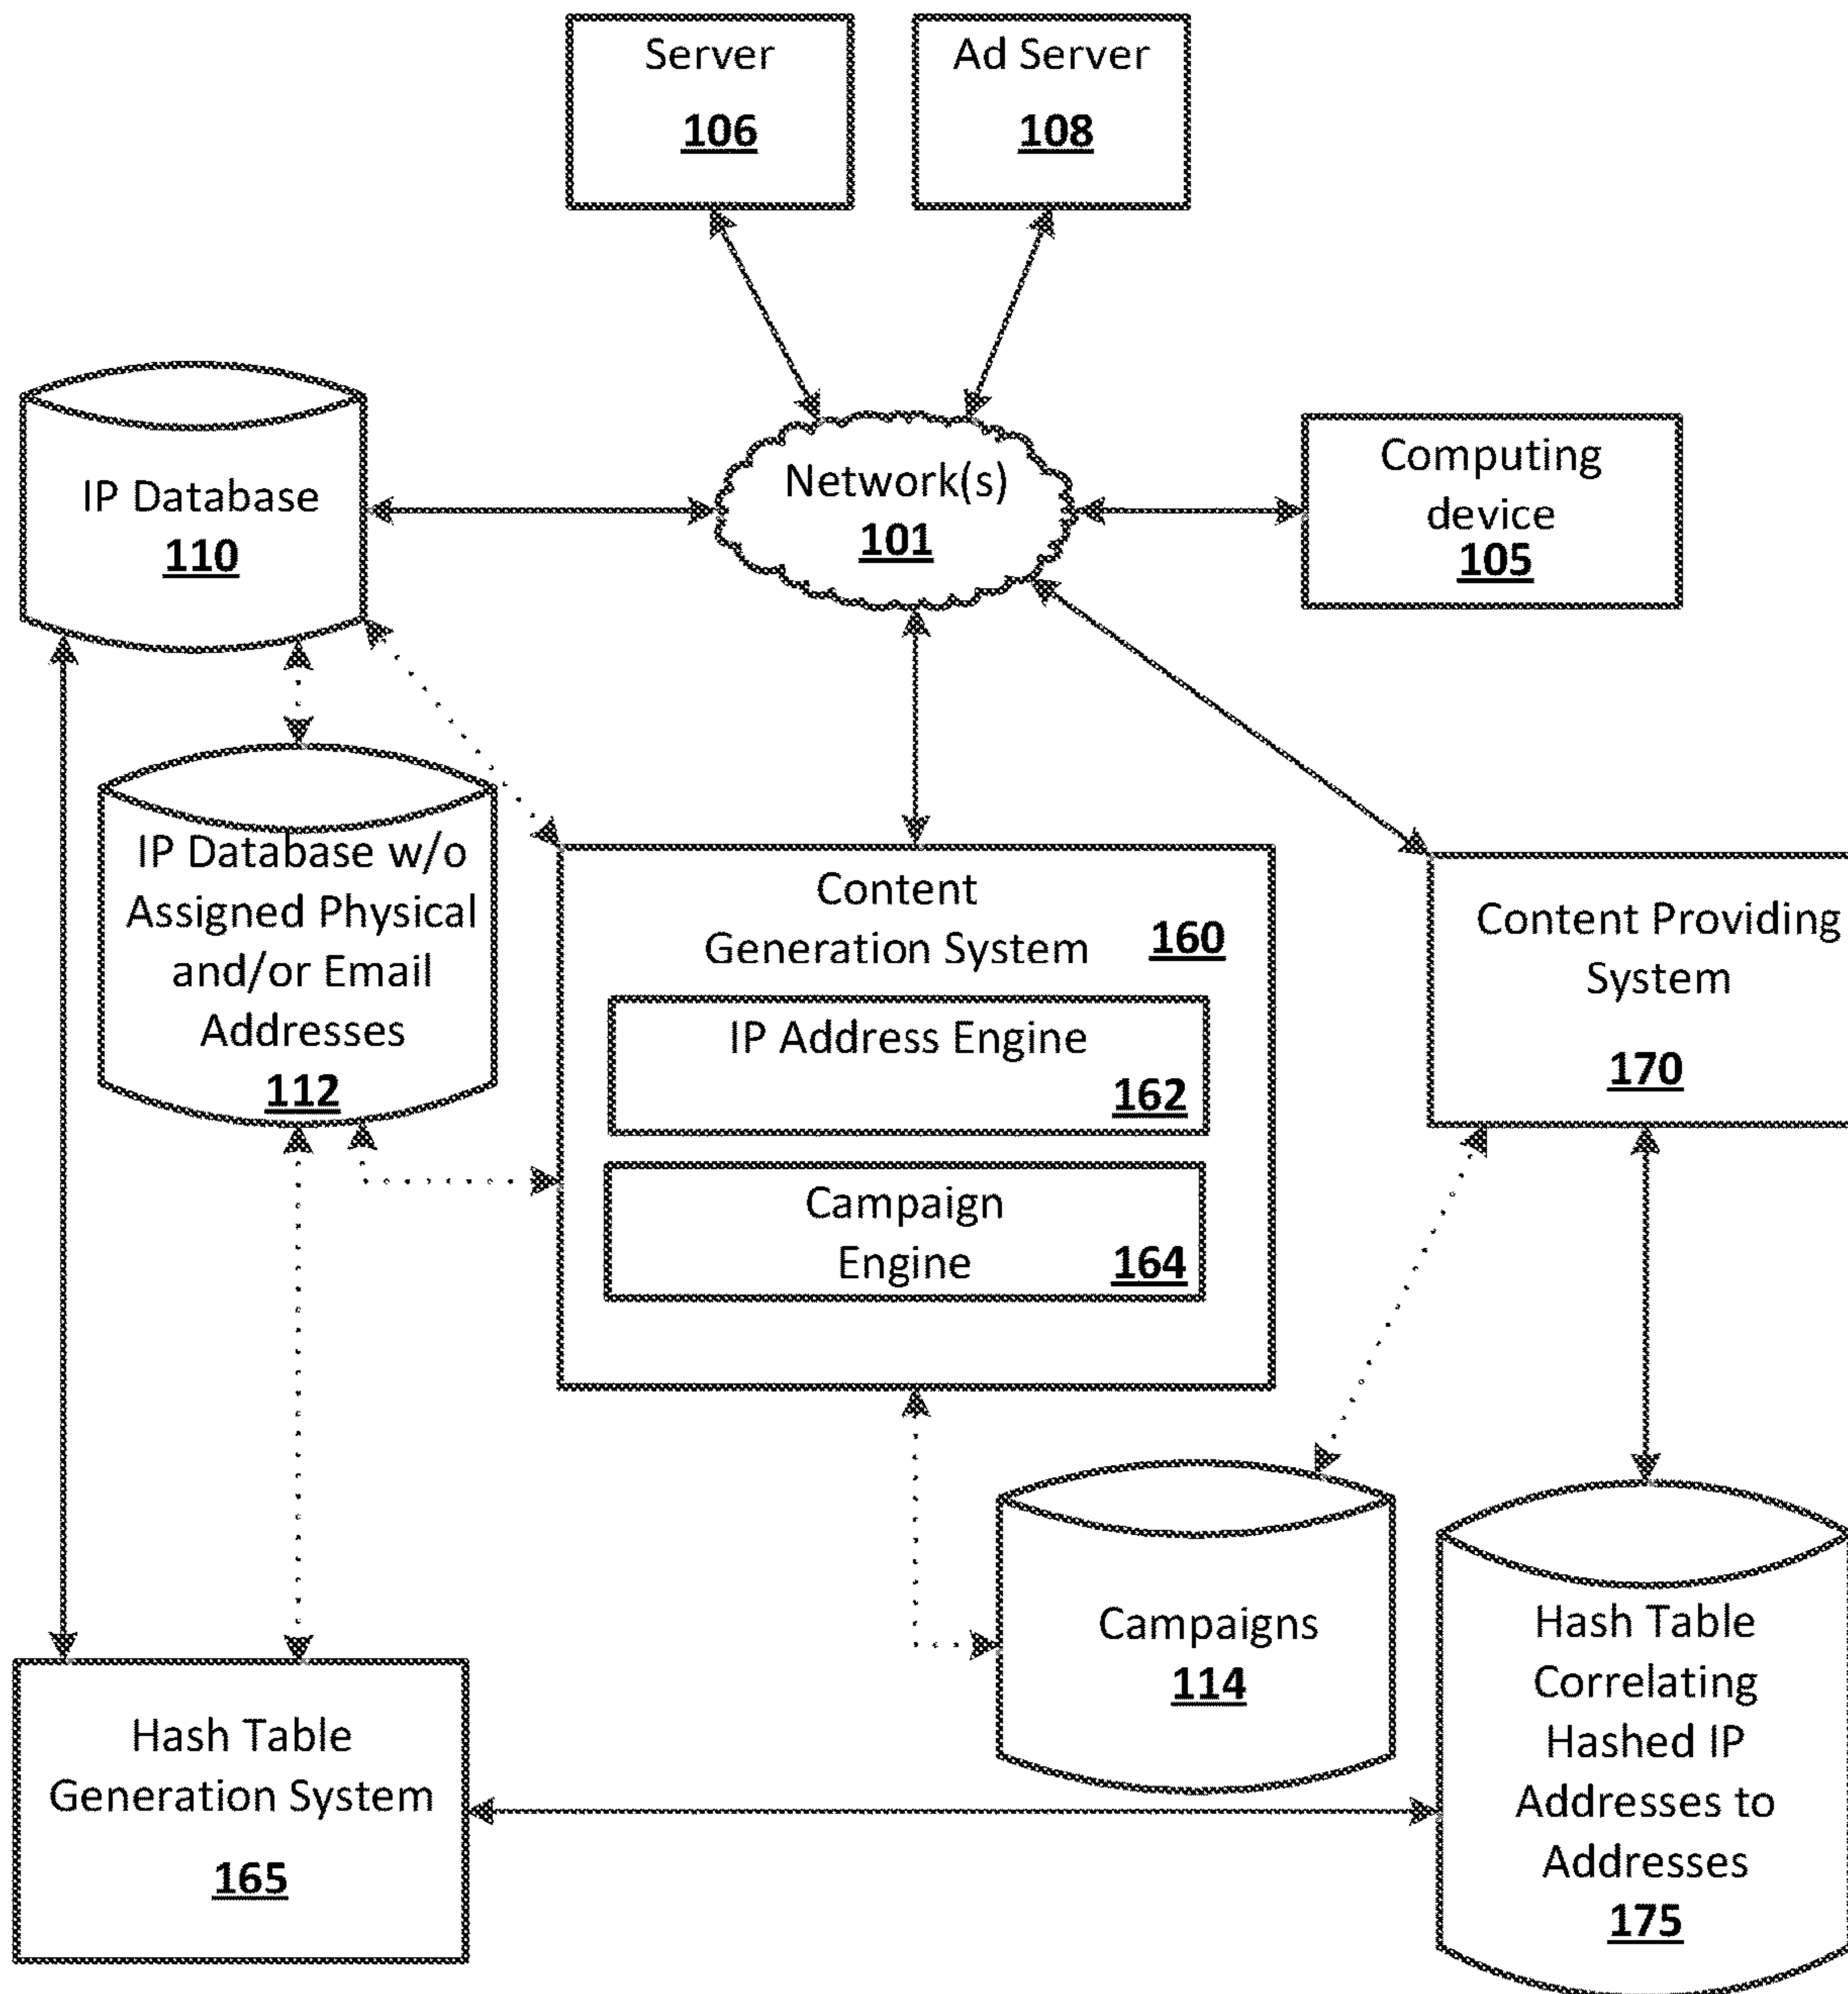 Server
106
Ad Server
108
IP Database
110
Network(s)
101
Computing
device
105
IP Database w/o
Assigned Physical
and/or Email
Addresses
112
Content
Generation System 160
IP Address Engine
162
Campaign
Engine 164
Content Providing
System
170
Campaigns
114
Hash Table
Generation System
165
Hash Table
Correlating
Hashed IP
Addresses to
Addresses
175